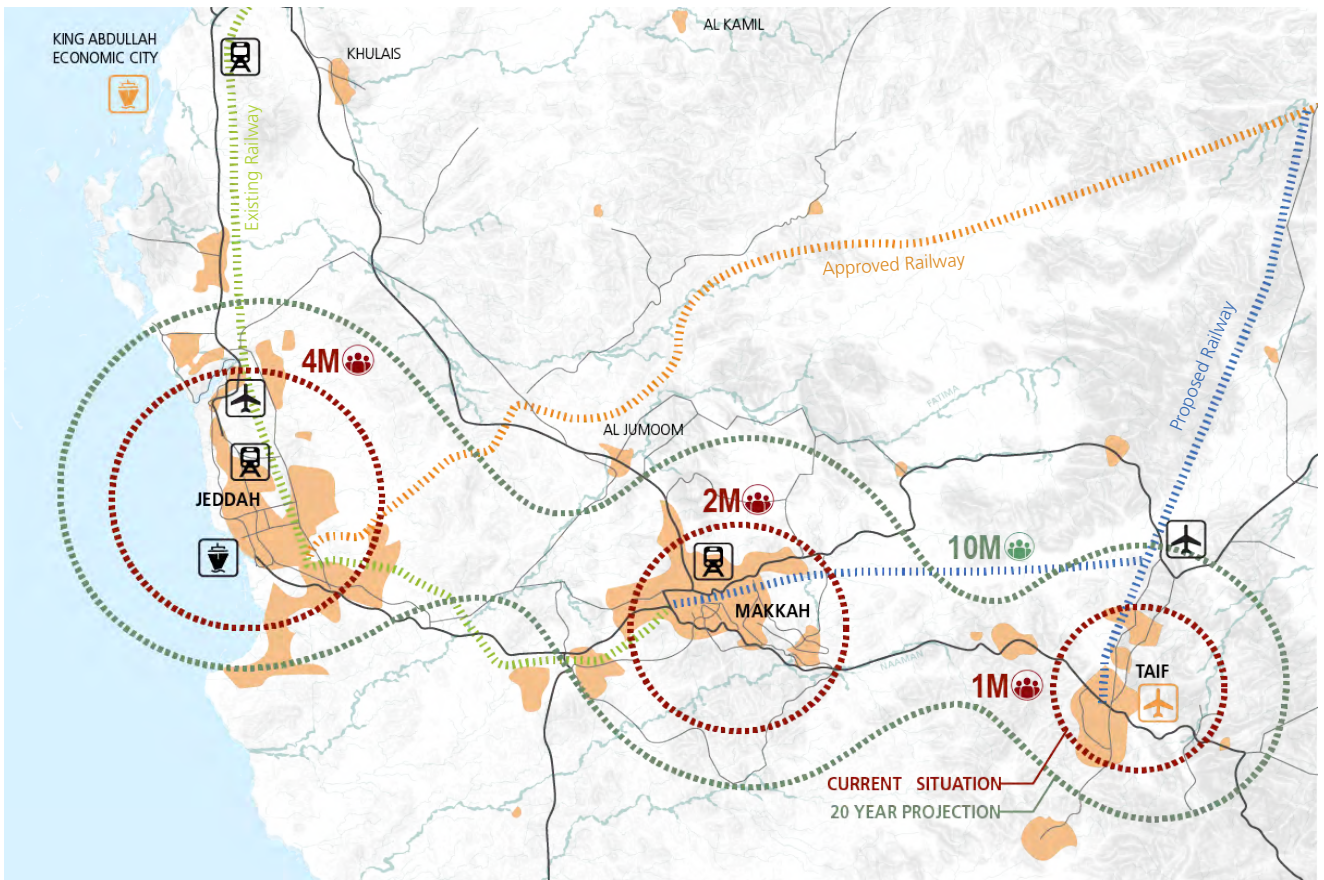 KING ABDULLAH
ECONOMIC CITY
KHULAIS
AL KAMIL
Existing Railway
Approved Railway
Proposed Railway
4M
FATIMA
AL JUMOOM
2M
JEDDAH
10M
MAKKAH
NAAMAN
TAIF
1M
CURRENT SITUATION
20 YEAR PROJECTION